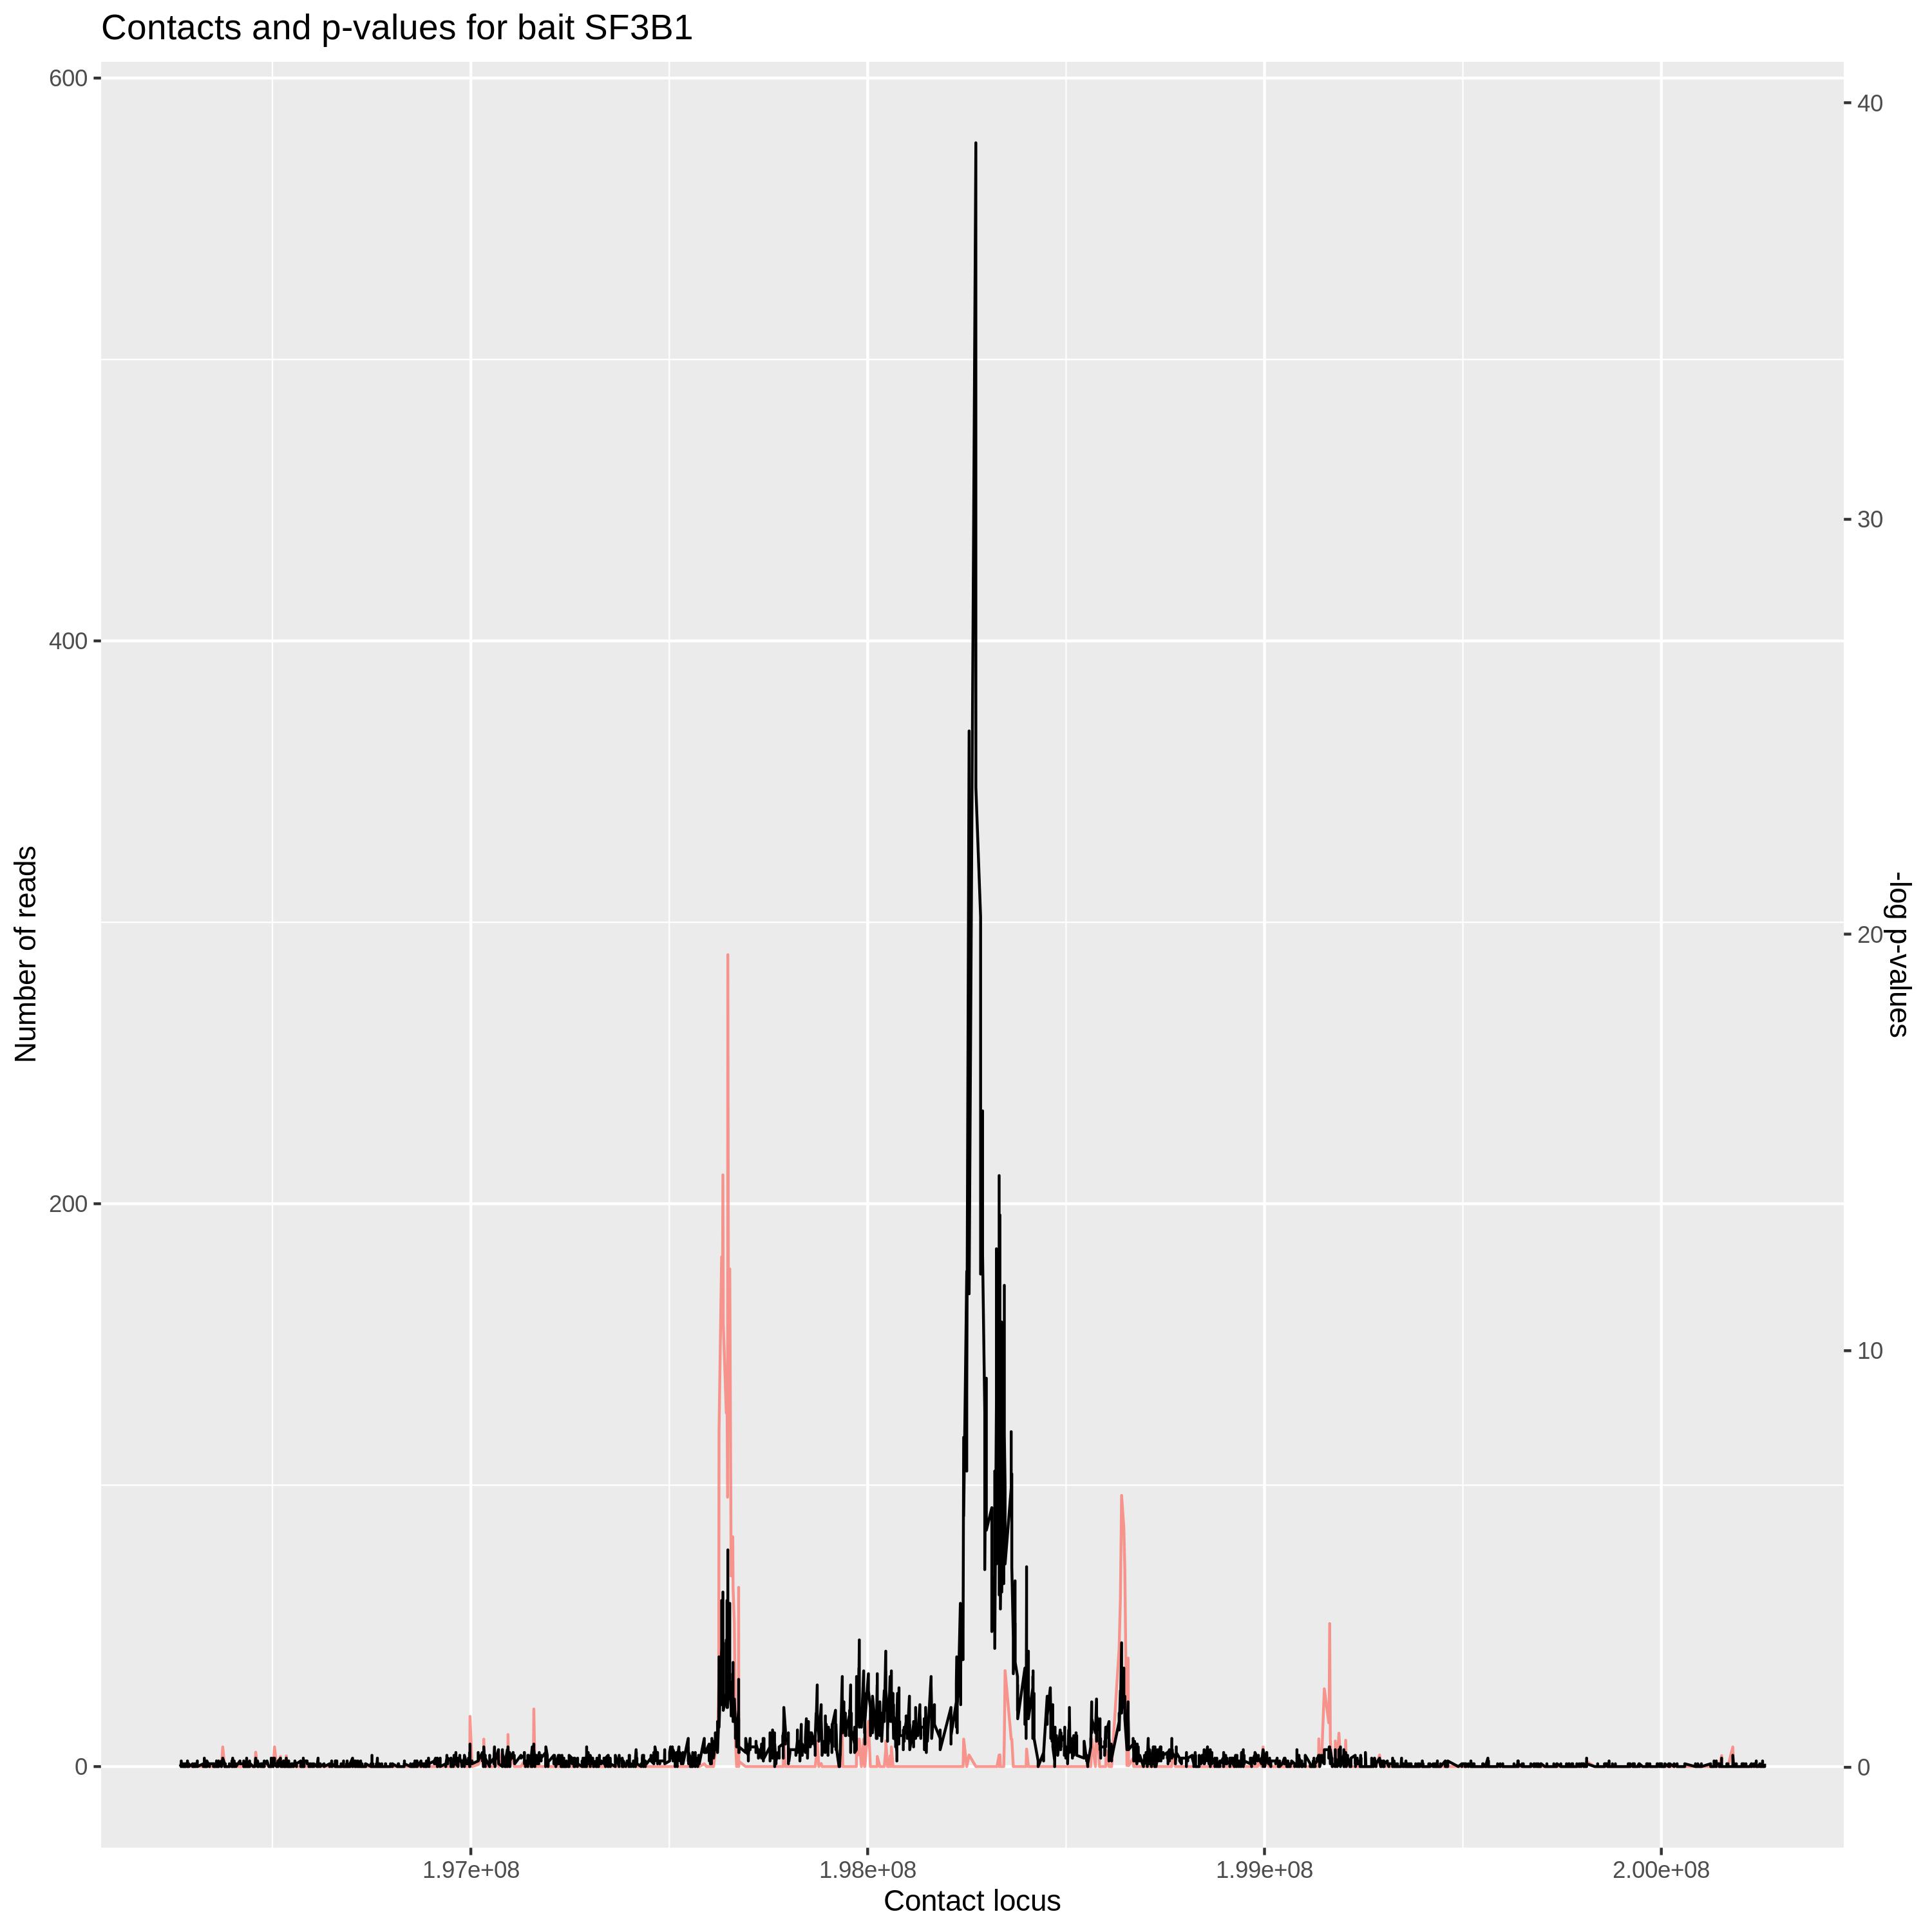 Contacts and p-values for bait SF3B1
600
400
200
0
Number of reads
40
30
20
10
0
-log p-values
1.97e+08
1.98e+08
1.99e+08
2.00e+08
Contact locus